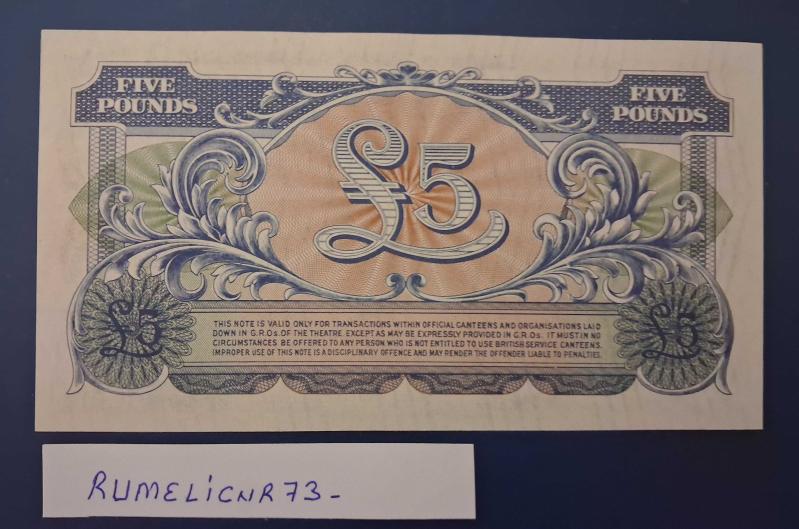 FIVE POUNDS
FIVE POUNDS
£5
£5
£5
THIS NOTE IS VALID ONLY FOR TRANSACTIONS WITHIN OFFICIAL CANTEENS AND ORGANISATIONS LAID
DOWN IN G.R.Os. OF THE THEATRE. EXCEPT AS MAY BE EXPRESSLY PROVIDED IN G.R.Os. IT MUST IN NO
CIRCUMSTANCES BE OFFERED TO ANY PERSON WHO IS NOT ENTITLED TO USE BRITISH SERVICE CANTEENS.
IMPROPER USE OF THIS NOTE IS A DISCIPLINARY OFFENCE AND MAY RENDER THE OFFENDER LIABLE TO PENALTIES.
RUMELiCNR73-